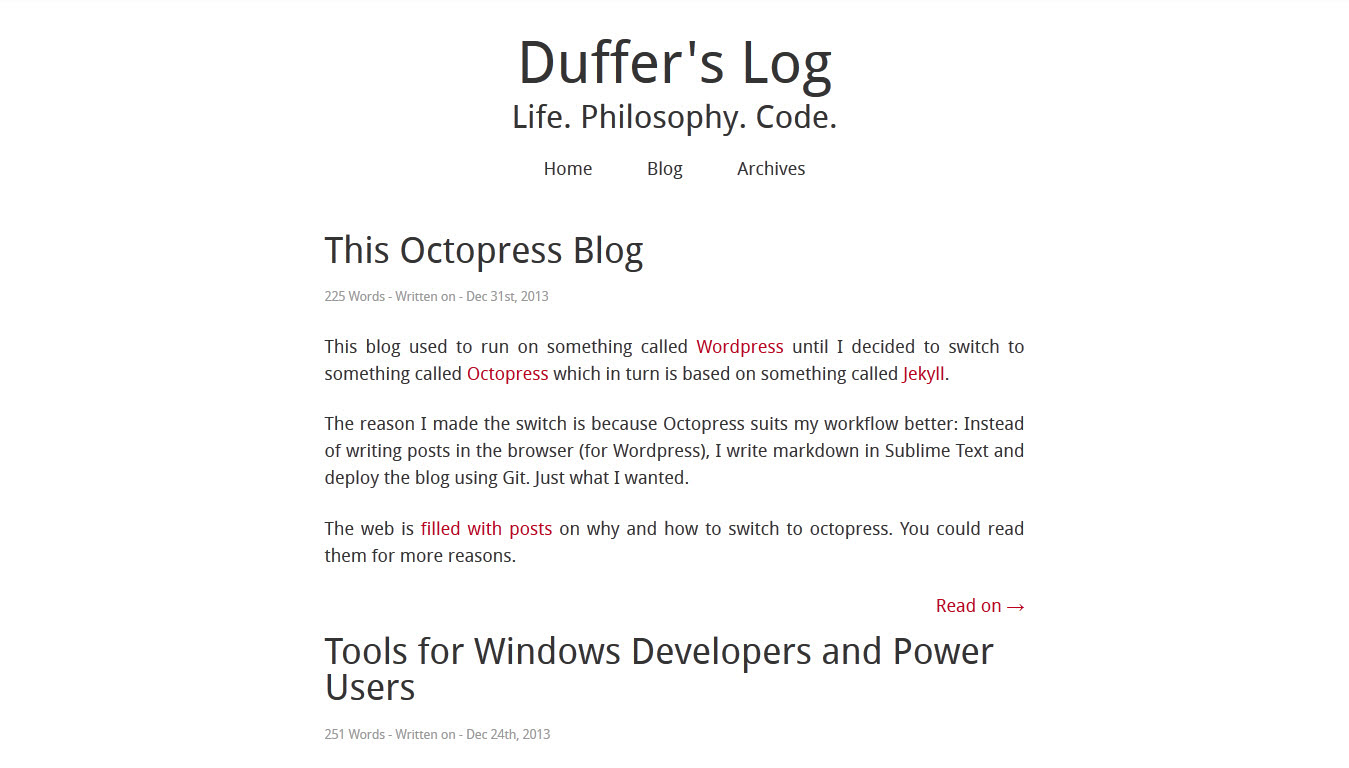 Duffer's Log
Life. Philosophy. Code.
Home Blog Archives
This Octopress Blog
225 Words - Written on - Dec 31st, 2013
This blog used to run on something called Wordpress until I decided to switch to
something called Octopress which in turn is based on something called Jekyll.
The reason I made the switch is because Octopress suits my workflow better: Instead
of writing posts in the browser (for Wordpress), I write markdown in Sublime Text and
deploy the blog using Git. Just what I wanted.
The web is filled with posts on why and how to switch to octopress. You could read
them for more reasons.
Read on →
Tools for Windows Developers and Power
Users
251 Words - Written on - Dec 24th, 2013